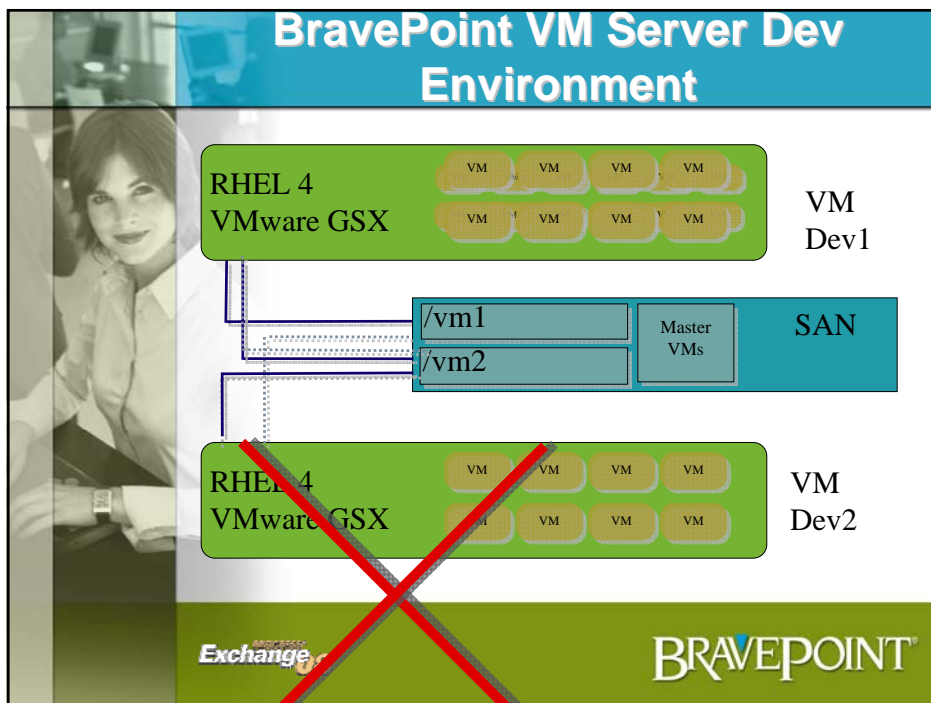 BravePoint VM Server Dev
Environment
RHEL 4
VMware GSX
VM VM VM VM
VM VM VM VM
VM
Dev1
/vm1
/vm2
Master
VMs
SAN
RHEL 4
VMware GSX
VM VM VM VM
VM VM VM VM
VM
Dev2
Exchange
BRAVEPOINT®